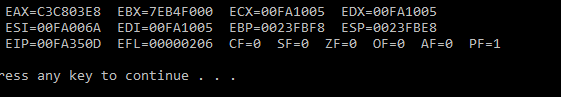 EAX=C3C803E8 EBX=7EB4F000 ECX=00FA1005 EDX=00FA1005
ESI=00FA006A EDI=00FA1005 EBP=0023FBF8 ESP=0023FBE8
EIP=00FA350D EFL=00000206 CF=0 SF=0 ZF=0 OF=0 AF=0 PF=1
ress any key to continue . . .